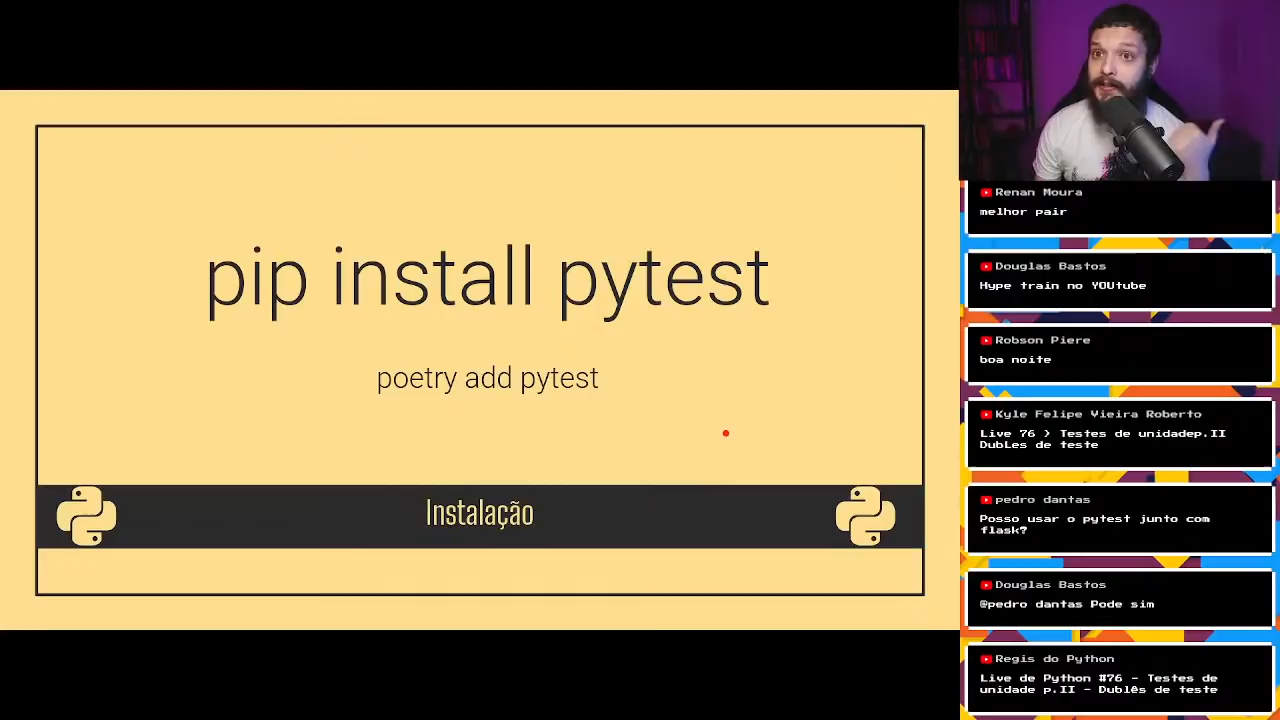 pip install pytest
poetry add pytest
Instalação
Renan Moura
melhor pair
Douglas Bastos
Hype train no YOUtube
Robson Piere
boa noite
Kyle Felipe Vieira Roberto
Live 76 > Testes de unidadep.II
DubLes de teste
pedro dantas
Posso usar o pytest junto com
flask?
Douglas Bastos
@pedro dantas Pode sim
Regis do Python
Live de Python #76 - Testes de
unidade p.II - Dublês de teste